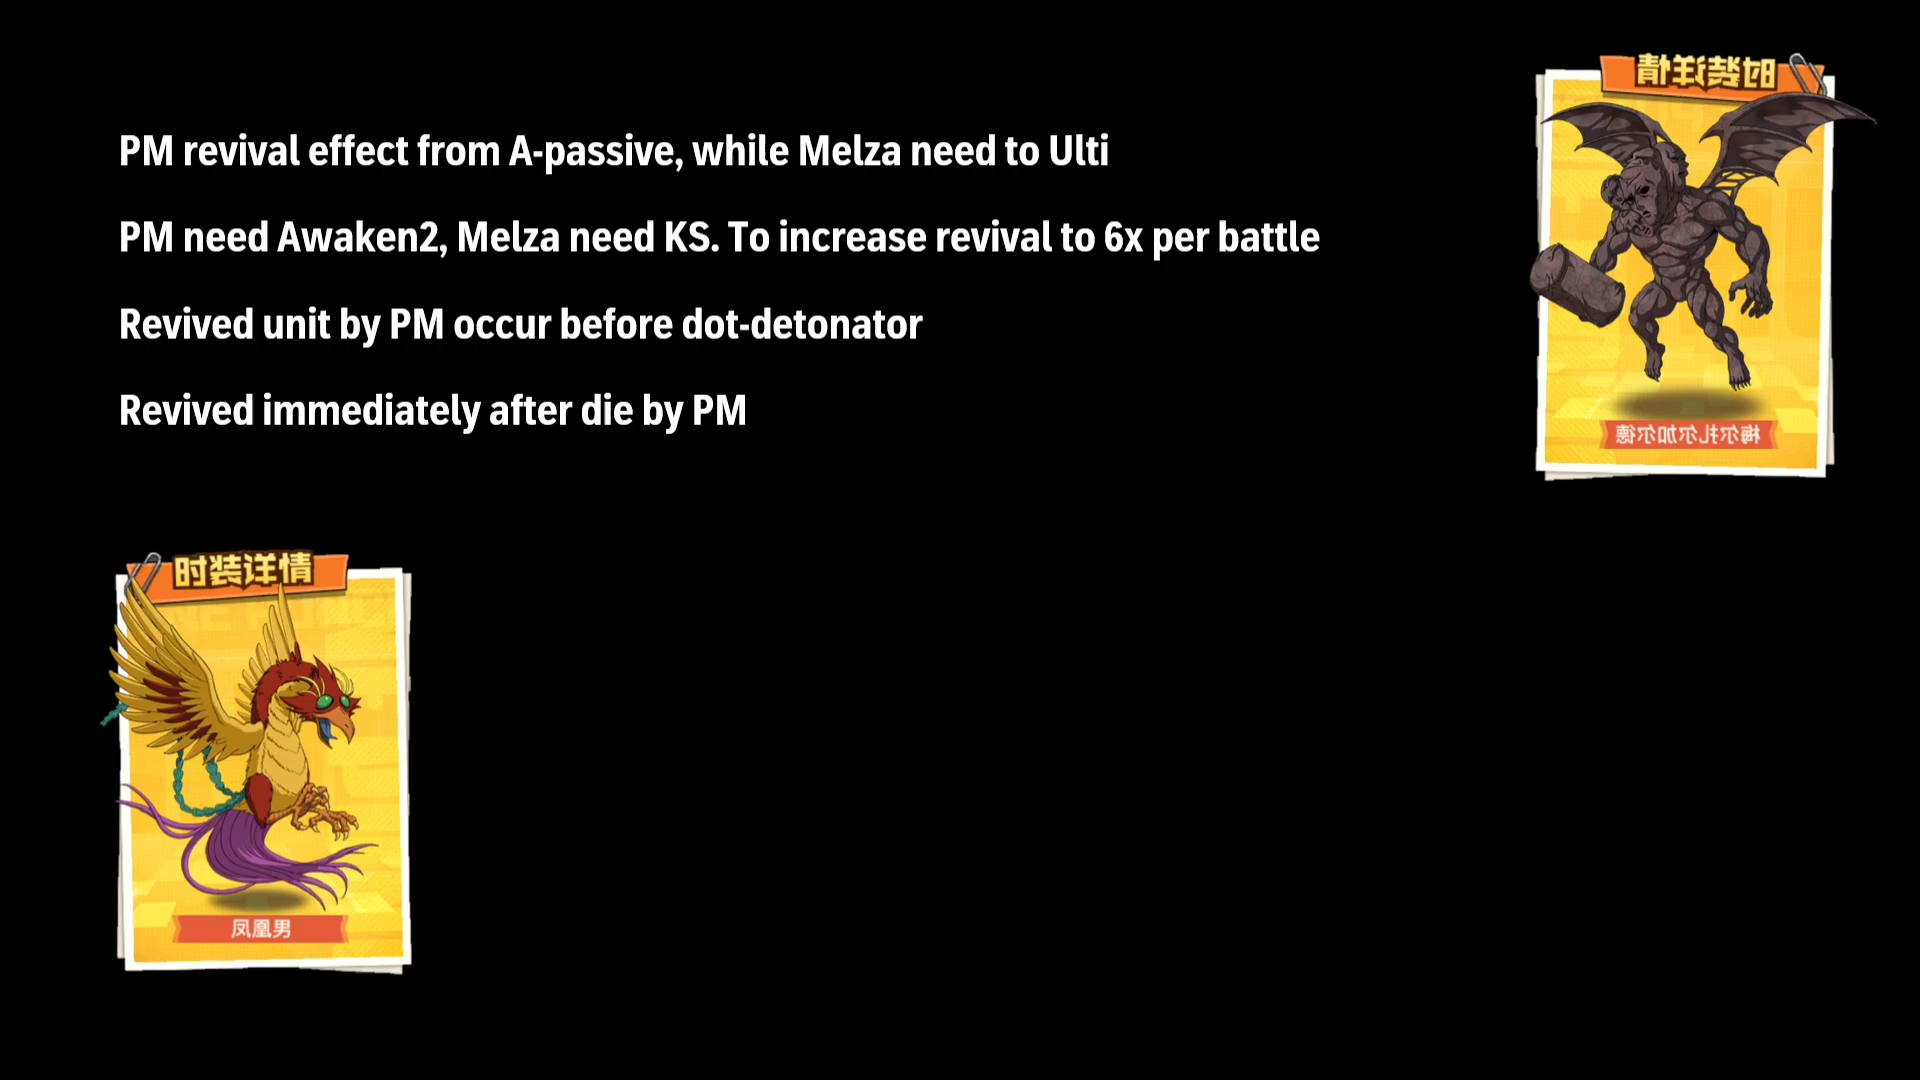 时装详情
PM revival effect from A-passive, while Melza need to Ulti
PM need Awaken2, Melza need KS. To increase revival to 6x per battle
Revived unit by PM occur before dot-detonator
Revived immediately after die by PM
梅尔扎尔加尔德
时装详情
凤凰男